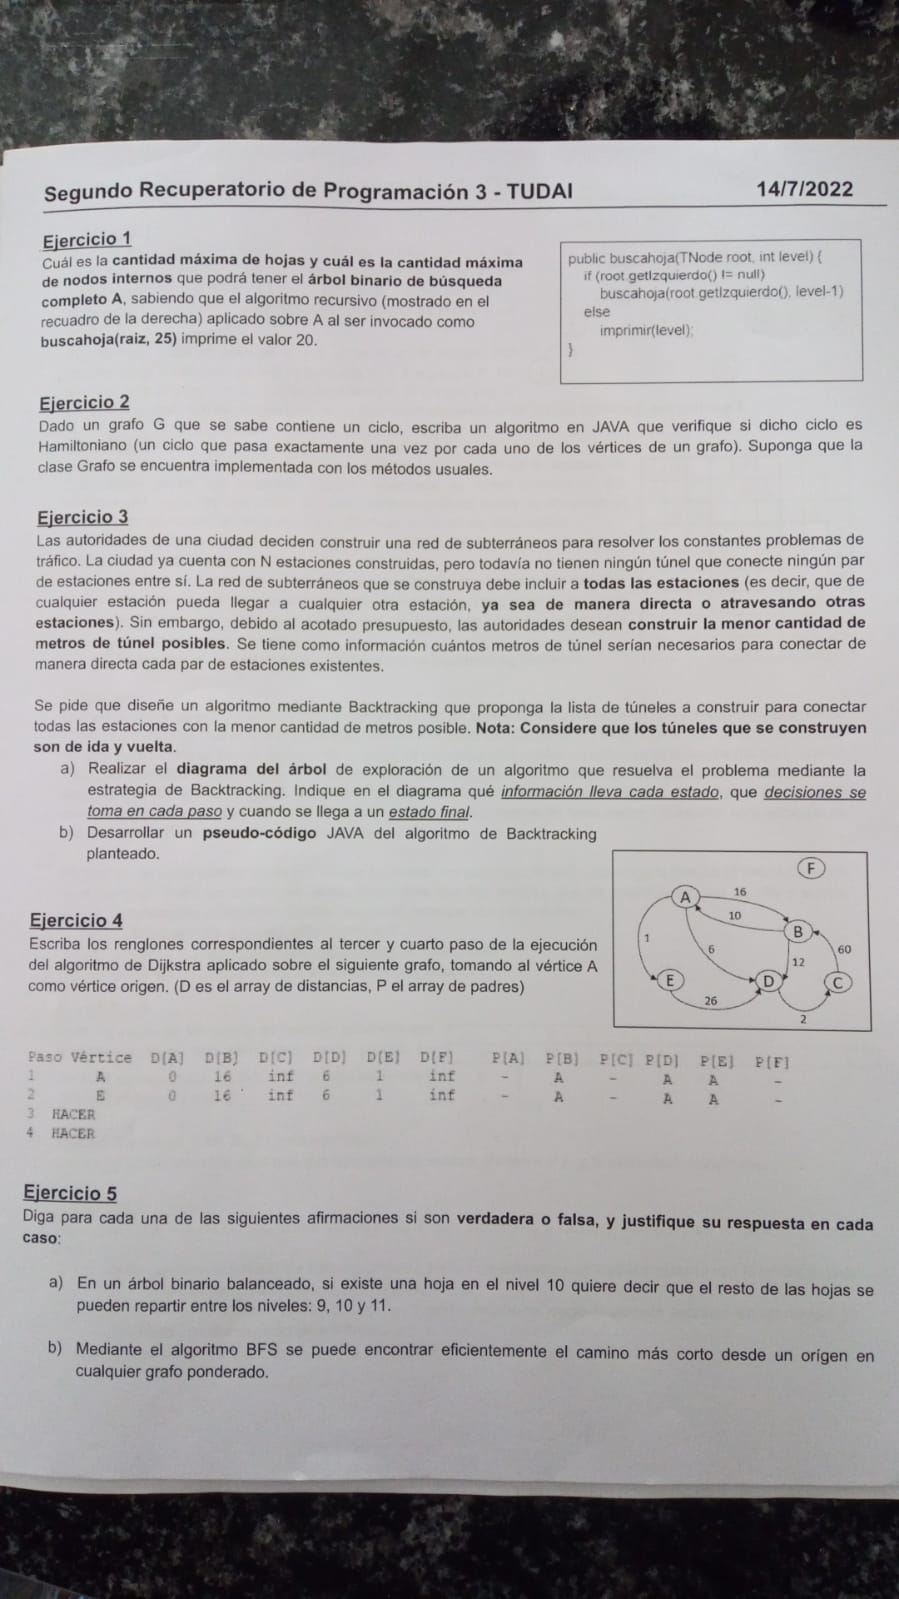 Segundo Recuperatorio de Programación 3 - TUDAI 14/7/2022
Ejercicio 1
Cuál es la cantidad máxima de hojas y cuál es la cantidad máxima
de nodos internos que podrá tener el árbol binario de búsqueda
completo A, sabiendo que el algoritmo recursivo (mostrado en el
recuadro de la derecha) aplicado sobre A al ser invocado como
buscahoja(raiz, 25) imprime el valor 20.
public buscahoja(TNode root, int level) {
if (root.getIzquierdo() != null)
buscahoja(root.getIzquierdo(), level-1)
else
imprimir(level);
}
Ejercicio 2
Dado un grafo G que se sabe contiene un ciclo, escriba un algoritmo en JAVA que verifique si dicho ciclo es
Hamiltoniano (un ciclo que pasa exactamente una vez por cada uno de los vértices de un grafo). Suponga que la
clase Grafo se encuentra implementada con los métodos usuales.
Ejercicio 3
Las autoridades de una ciudad deciden construir una red de subterráneos para resolver los constantes problemas de
tráfico. La ciudad ya cuenta con N estaciones construidas, pero todavía no tienen ningún túnel que conecte ningún par
de estaciones entre sí. La red de subterráneos que se construya debe incluir a todas las estaciones (es decir, que de
cualquier estación pueda llegar a cualquier otra estación, ya sea de manera directa o atravesando otras
estaciones). Sin embargo, debido al acotado presupuesto, las autoridades desean construir la menor cantidad de
metros de túnel posibles. Se tiene como información cuántos metros de túnel serían necesarios para conectar de
manera directa cada par de estaciones existentes.
Se pide que diseñe un algoritmo mediante Backtracking que proponga la lista de túneles a construir para conectar
todas las estaciones con la menor cantidad de metros posible. Nota: Considere que los túneles que se construyen
son de ida y vuelta.
a) Realizar el diagrama del árbol de exploración de un algoritmo que resuelva el problema mediante la
estrategia de Backtracking. Indique en el diagrama qué información lleva cada estado, que decisiones se
toma en cada paso y cuando se llega a un estado final.
b) Desarrollar un pseudo-código JAVA del algoritmo de Backtracking
planteado.
Ejercicio 4
Escriba los renglones correspondientes al tercer y cuarto paso de la ejecución
del algoritmo de Dijkstra aplicado sobre el siguiente grafo, tomando al vértice A
como vértice origen. (D es el array de distancias, P el array de padres)
F
A
16
10
B
1
6
12
60
E
D
C
26
2
Paso Vértice D[A] D[B] D[C] D[D] D[E] D[F] P[A] P[B] P[C] P[D] P[E] P[F]
1 A 0 16 inf 6 1 inf - A - A A -
2 E 0 16 inf 6 1 inf - A - A A -
3 HACER
4 HACER
Ejercicio 5
Diga para cada una de las siguientes afirmaciones si son verdadera o falsa, y justifique su respuesta en cada
caso:
a) En un árbol binario balanceado, si existe una hoja en el nivel 10 quiere decir que el resto de las hojas se
pueden repartir entre los niveles: 9, 10 y 11.
b) Mediante el algoritmo BFS se puede encontrar eficientemente el camino más corto desde un orígen en
cualquier grafo ponderado.